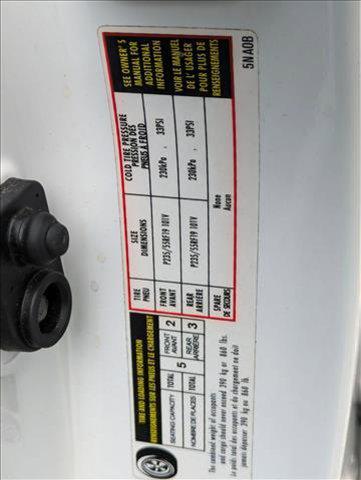 TIRE AND LOADING INFORMATION
RENSEIGNEMENTS SUR LES PNEUS ET LE CHARGEMENT
SEATING CAPACITY TOTAL 5 FRONT 2 REAR 3
NOMBRE DE PLACES TOTAL AVANT ARRIÈRE
The combined weight of occupants and cargo should never exceed 390 kg or 860 lbs.
Le poids total des occupants et du chargement ne doit
jamais dépasser 390 kg ou 860 lb.
TIRE
PNEU
SIZE
DIMENSIONS
COLD TIRE PRESSURE
PRESSION DES
PNEUS A FROID
FRONT
AVANT
P235/55RF19 101V
230kPa , 33PSI
REAR
ARRIÈRE
P235/55RF19 101V
230kPa , 33PSI
SPARE
DE SECOURS
None
Aucun
SEE OWNER'S
MANUAL FOR
ADDITIONAL
INFORMATION
VOIR LE MANUEL
DE L' USAGER
POUR PLUS DE
RENSEIGNEMENTS
5NA0B